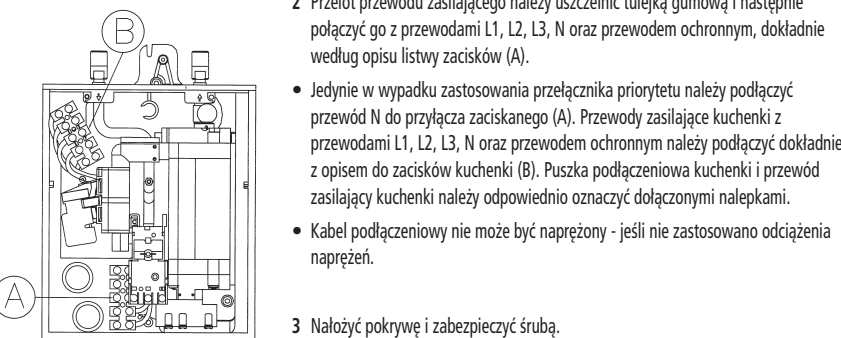 2 Przelot przewodu zasilającego należy uszczelnić tulejką gumową i następnie
połączyć go z przewodami L1, L2, L3, N oraz przewodem ochronnym, dokładnie
według opisu listwy zacisków (A).
• Jedynie w wypadku zastosowania przełącznika priorytetu należy podłączyć
przewód N do przyłącza zaciskanego (A). Przewody zasilające kuchenki z
przewodami L1, L2, L3, N oraz przewodem ochronnym należy podłączyć dokładnie
z opisem do zacisków kuchenki (B). Puszka podłączeniowa kuchenki i przewód
zasilający kuchenki należy odpowiednio oznaczyć dołączonymi nalepkami.
• Kabel podłączeniowy nie może być naprężony - jeśli nie zastosowano odciążenia
naprężeń.
3 Nałożyć pokrywę i zabezpieczyć śrubą.
B
A